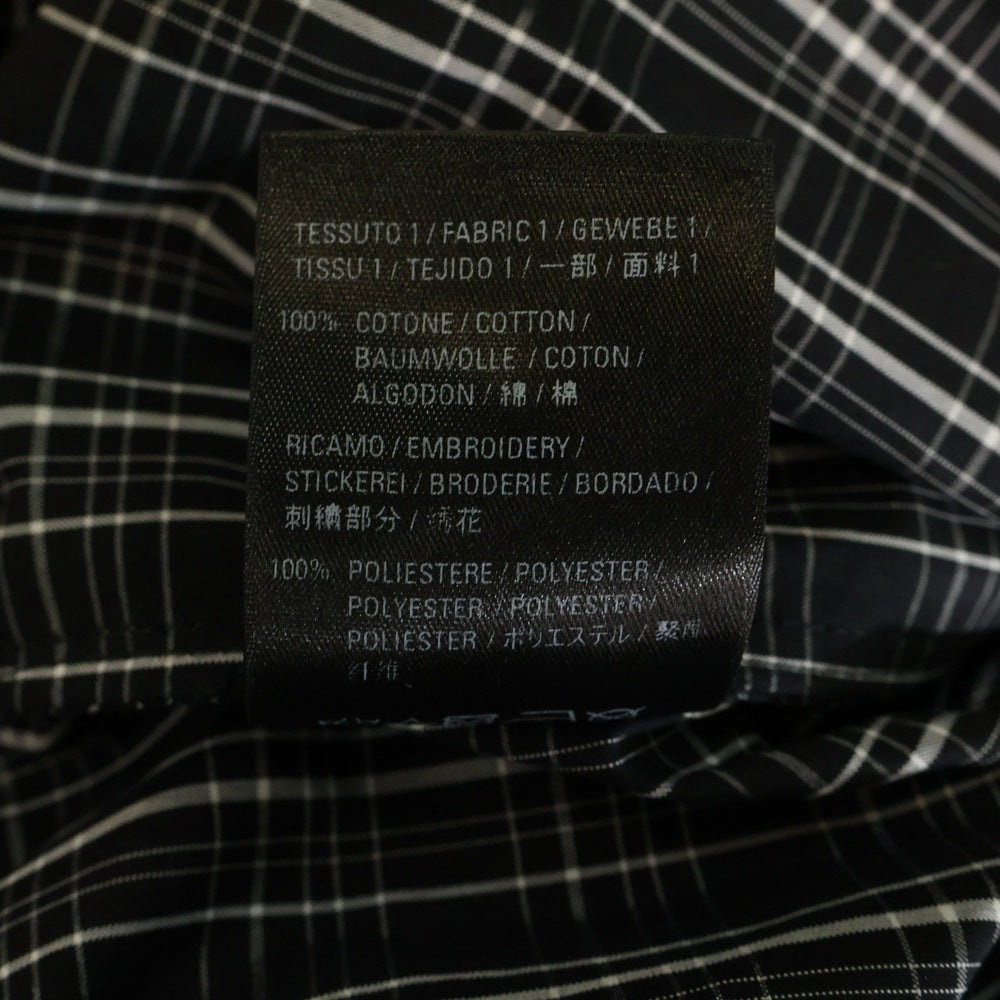 TESSUTO 1 / FABRIC 1 / GEWEBE 1 /
TISSU 1 / TEJIDO 1 / 一部 / 面料 1
100% COTONE / COTTON /
BAUMWOLLE / COTON /
ALGODON / 綿 / 棉
RICAMO / EMBROIDERY /
STICKEREI / BRODERIE / BORDADO /
刺繍部分 / 绣花
100% POLIESTERE / POLYESTER /
POLYESTER / POLYESTER /
POLIESTER / ポリエステル / 聚酯
纤维